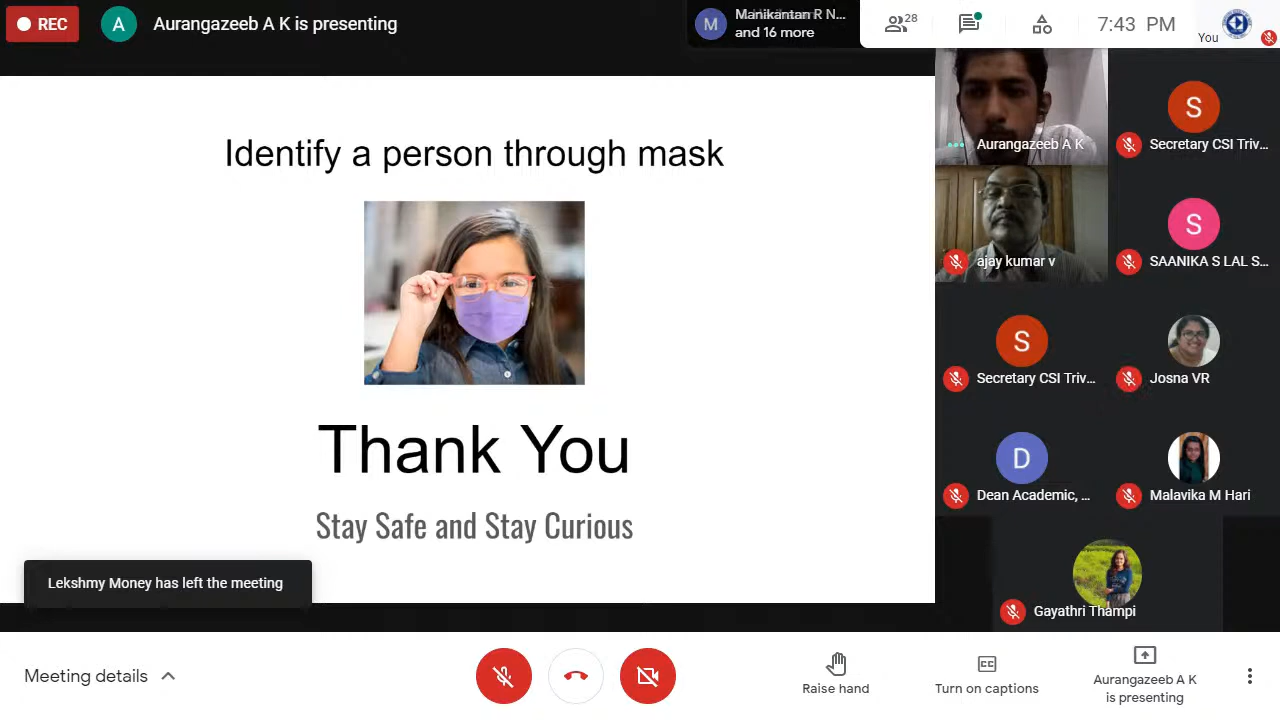 REC
A
Aurangazeeb A K is presenting
M
Manikantan R N...
and 16 more
28
7:43 PM
You
Identify a person through mask
Thank You
Stay Safe and Stay Curious
Lekshmy Money has left the meeting
Aurangazeeb A K
S
Secretary CSI Triv...
ajay kumar v
S
SAANIKA S LAL S...
S
Secretary CSI Triv...
Josna VR
D
Dean Academic, ...
Malavika M Hari
Gayathri Thampi
Meeting details
Raise hand
CC
Turn on captions
Aurangazeeb A K
is presenting